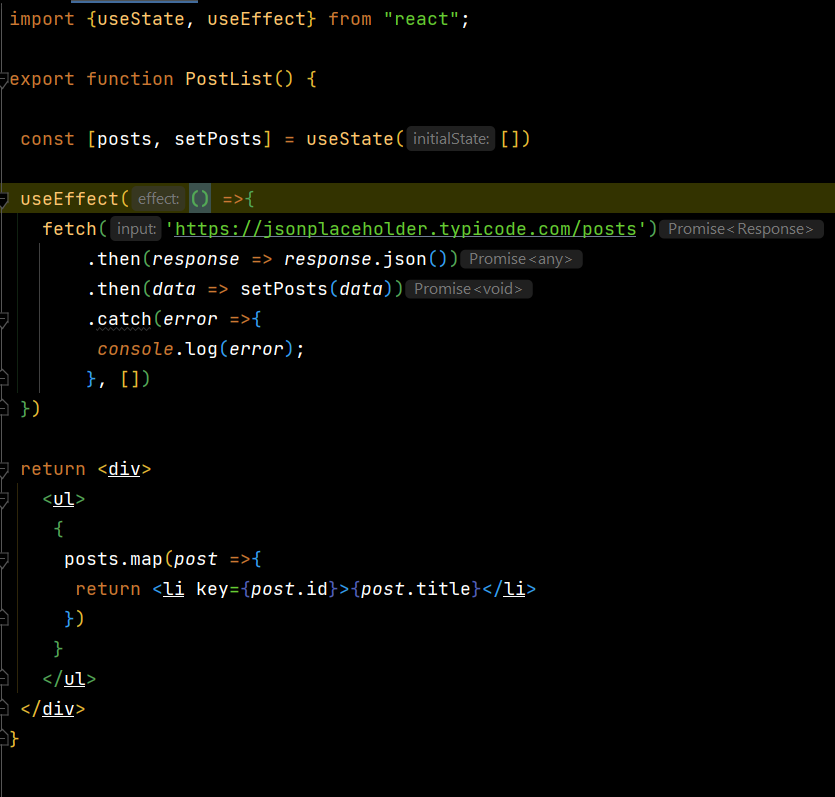 import {useState, useEffect} from "react";
export function PostList() {
const [posts, setPosts] = useState( initialState: [])
useEffect( effect: () =>{
fetch( input: 'https://jsonplaceholder.typicode.com/posts') Promise<Response>
.then(response => response.json()) Promise<any>
.then(data => setPosts(data)) Promise<void>
.catch(error =>{
console.log(error);
}, [])
})
return <div>
<ul>
{
posts.map(post =>{
return <li key={post.id}>{post.title}</li>
})
}
</ul>
</div>
}